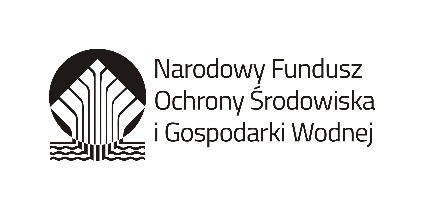 Narodowy Fundusz
Ochrony Środowiska
i Gospodarki Wodnej